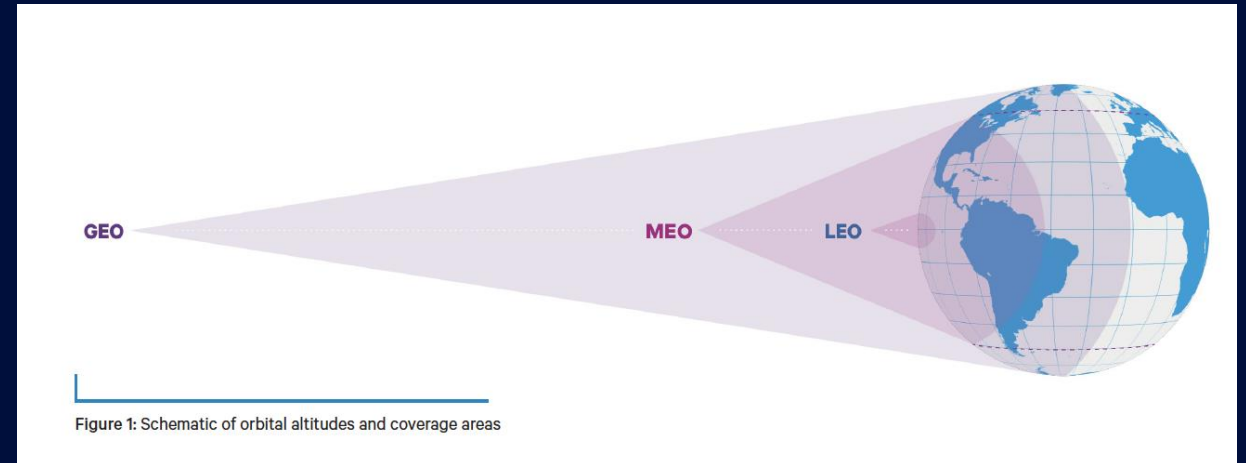 GEO
MEO
LEO
Figure 1: Schematic of orbital altitudes and coverage areas